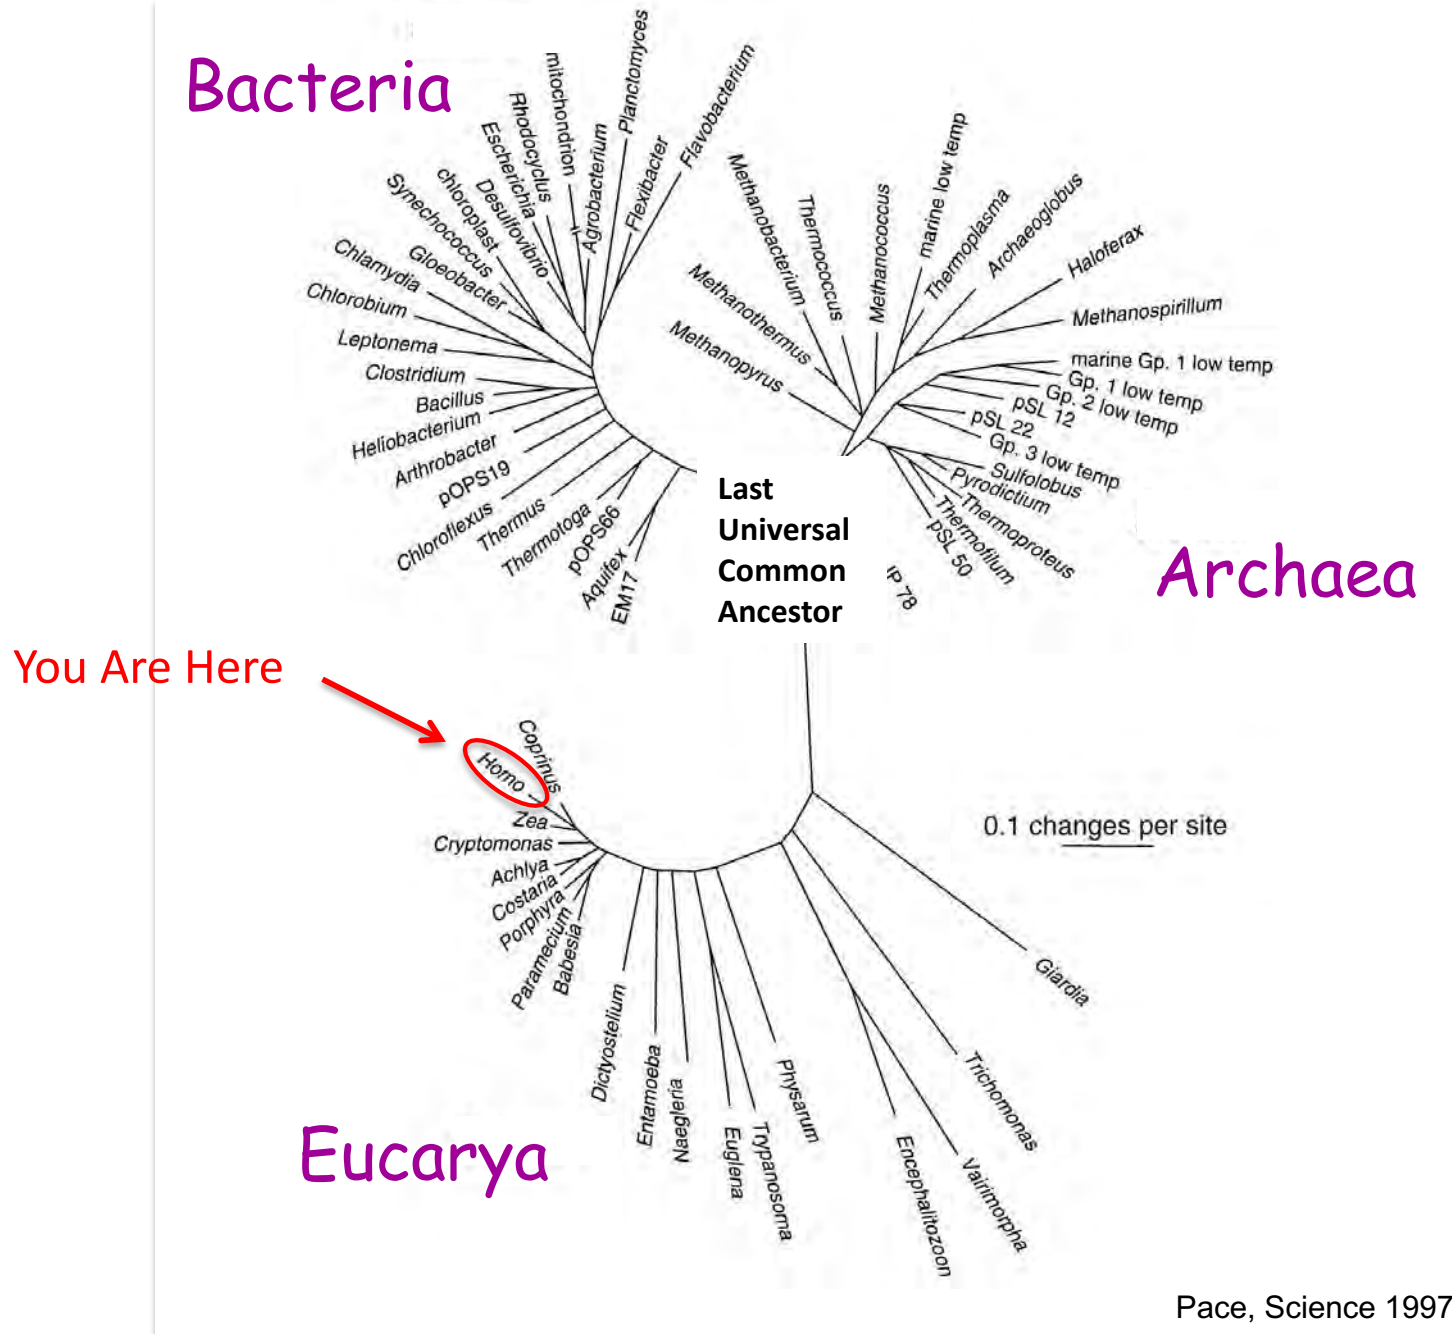 Bacteria
mitochondrion
Planctomyces
Rhodocyclus
Escherichia
Desulfovibrio
Agrobacterium
Flexibacter
Flavobacterium
chloroplast
Synechococcus
Gloeobacter
Chlamydia
Chlorobium
Leptonema
Clostridium
Bacillus
Heliobacterium
Arthrobacter
pOPS19
Chloroflexus
Thermus
Thermotoga
pOPS66
Aquifex
EM17
Methanopyrus
Methanothermus
Methanobacterium
Thermococcus
Methanococcus
marine low temp
Thermoplasma
Archaeoglobus
Haloferax
Methanospirillum
marine Gp. 1 low temp
Gp. 1 low temp
Gp. 2 low temp
pSL 12
pSL 22
Gp. 3 low temp
Sulfolobus
Pyrodictium
Thermoproteus
Thermofilum
pSL 50
P 78
Archaea
Last
Universal
Common
Ancestor
You Are Here
Coprinus
Homo
Zea
Cryptomonas
Achlya
Costaria
Porphyra
Paramecium
Babesia
Dictyostelium
Entamoeba
Naegleria
Euglena
Trypanosoma
Physarum
Encephalitozoon
Vairimorpha
Trichomonas
Giardia
0.1 changes per site
Eucarya
Pace, Science 1997